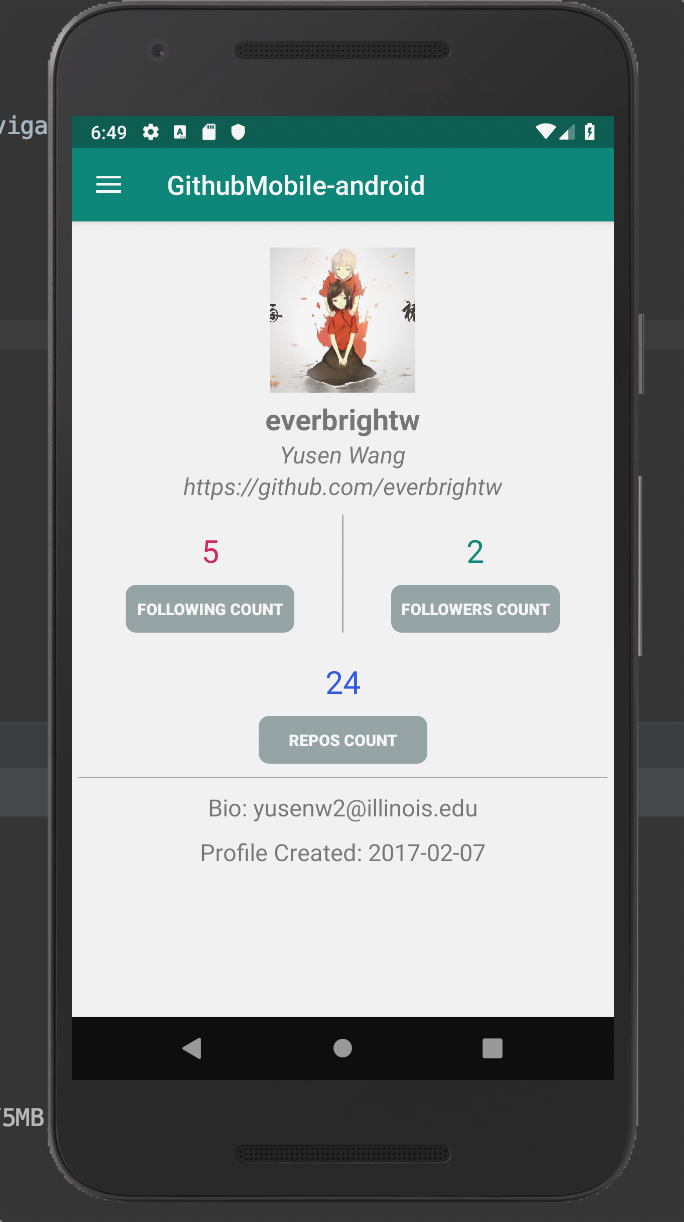 viga
6:49
GithubMobile-android
everbrightw
Yusen Wang
https://github.com/everbrightw
5
2
FOLLOWING COUNT
FOLLOWERS COUNT
24
REPOS COUNT
Bio: yusenw2@illinois.edu
Profile Created: 2017-02-07
5MB